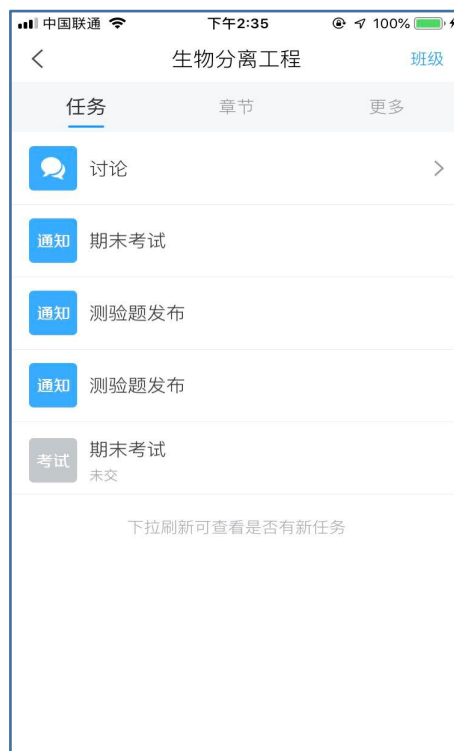 中国联通 下午2:35 100%
生物分离工程 班级
任务 章节 更多
讨论
通知 期末考试
通知 测验题发布
通知 测验题发布
考试 期末考试
未交
下拉刷新可查看是否有新任务